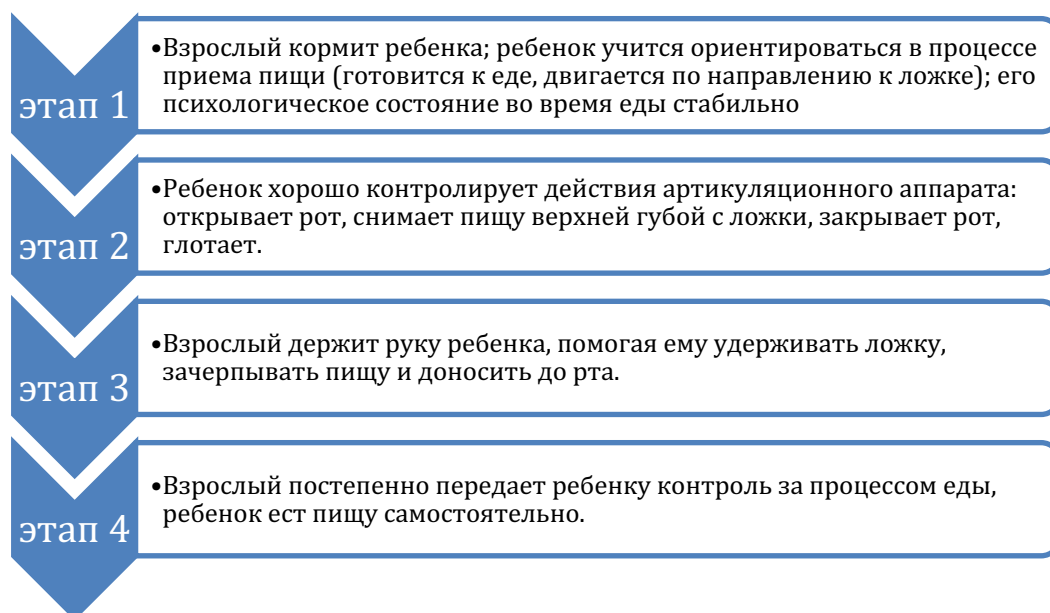 этап 1
•Взрослый кормит ребенка; ребенок учится ориентироваться в процессе
приема пищи (готовится к еде, двигается по направлению к ложке); его
психологическое состояние во время еды стабильно
этап 2
•Ребенок хорошо контролирует действия артикуляционного аппарата:
открывает рот, снимает пищу верхней губой с ложки, закрывает рот,
глотает.
этап 3
•Взрослый держит руку ребенка, помогая ему удерживать ложку,
зачерпывать пищу и доносить до рта.
этап 4
•Взрослый постепенно передает ребенку контроль за процессом еды,
ребенок ест пищу самостоятельно.